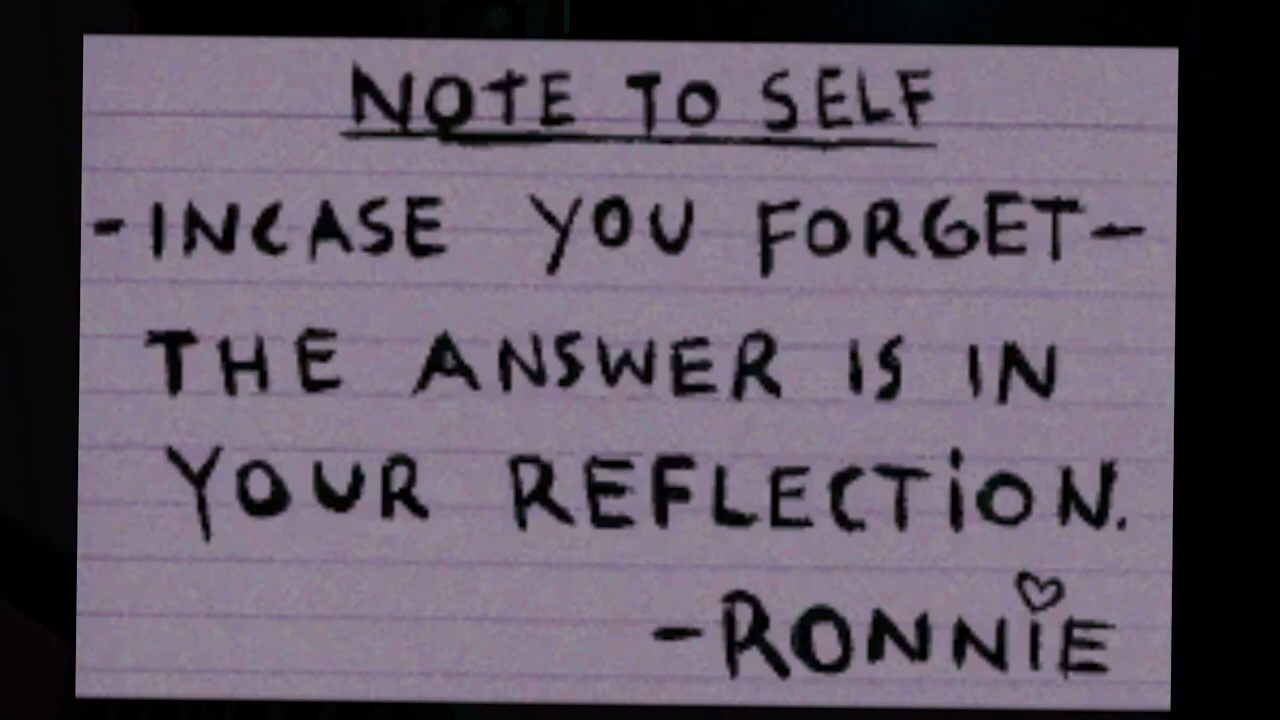 NOTE TO SELF
-INCASE YOU FORGET-
THE ANSWER IS IN
YOUR REFLECTION.
-RONNIE